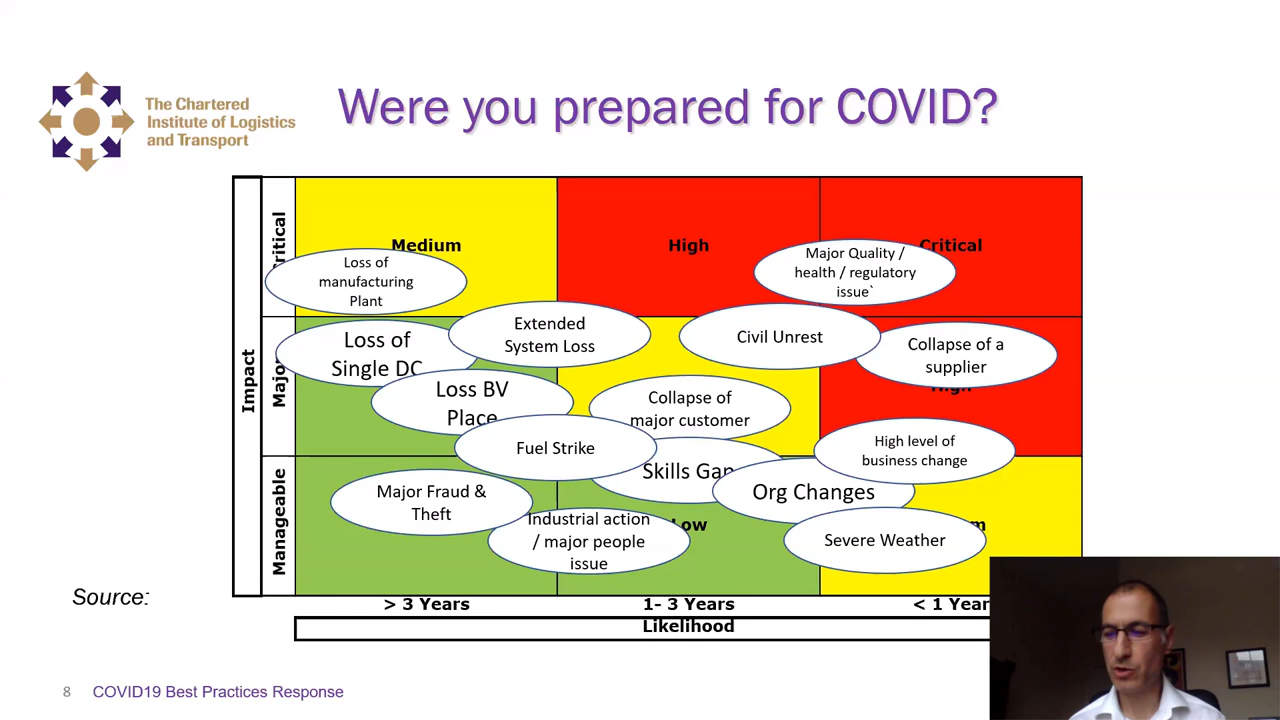 The Chartered
Institute of Logistics
and Transport
Were you prepared for COVID?
Impact
Critical
Major
Manageable
Medium
High
Critical
Loss of
manufacturing
Plant
Major Quality /
health / regulatory
issue`
Loss of
Single DC
Extended
System Loss
Civil Unrest
Collapse of a
supplier
High
Loss BV
Place
Collapse of
major customer
Fuel Strike
Skills Gap
High level of
business change
Org Changes
Major Fraud &
Theft
Industrial action
/ major people
issue
Low
Severe Weather
> 3 Years
1- 3 Years
< 1 Year
Likelihood
Source:
8 COVID19 Best Practices Response